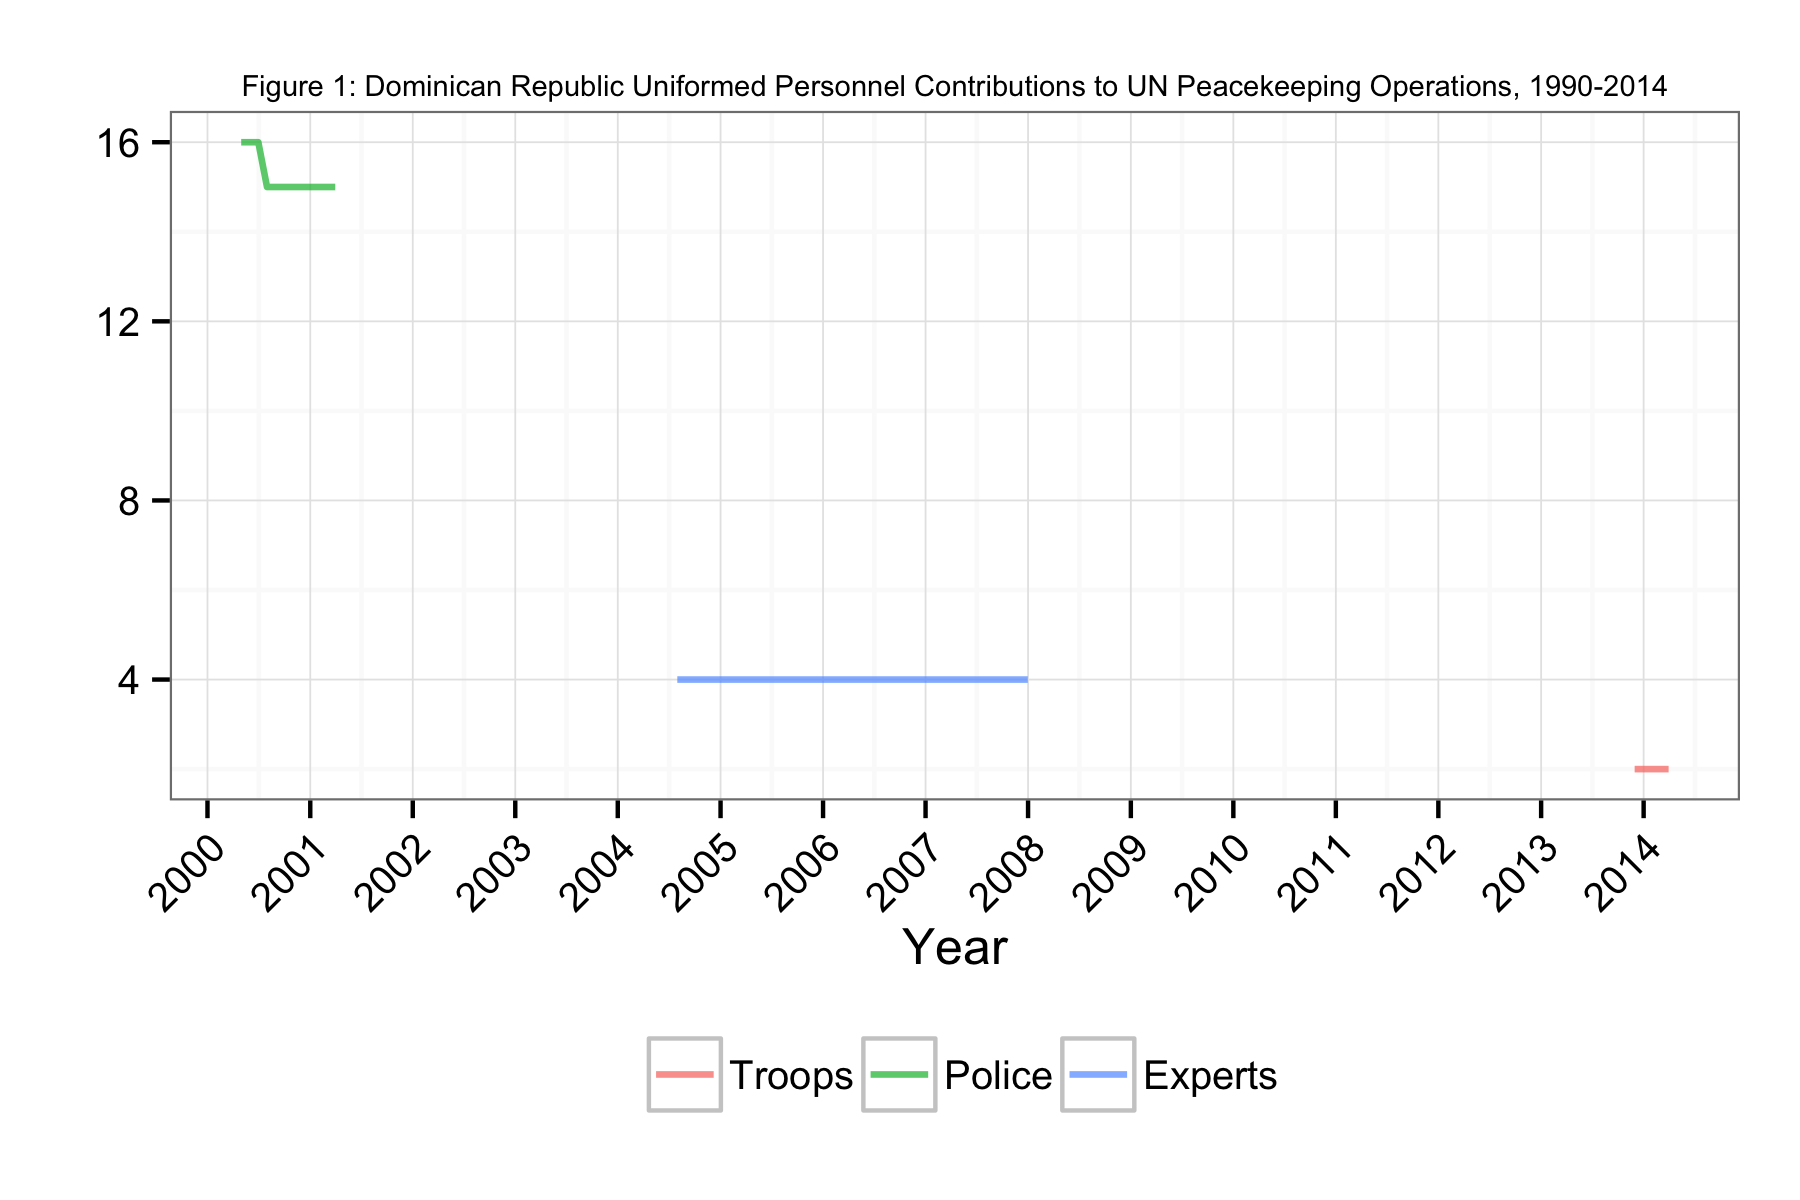 Figure 1: Dominican Republic Uniformed Personnel Contributions to UN Peacekeeping Operations, 1990-2014
16
12
8
4
2000 2001 2002 2003 2004 2005 2006 2007 2008 2009 2010 2011 2012 2013 2014
Year
Troops Police Experts